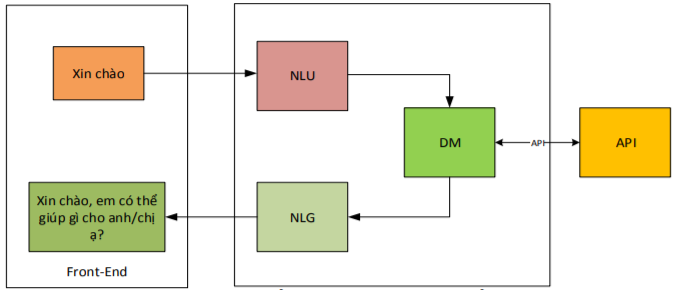 Xin chào
NLU
DM
API
API
Xin chào, em có thể
giúp gì cho anh/chị
ạ?
NLG
Front-End